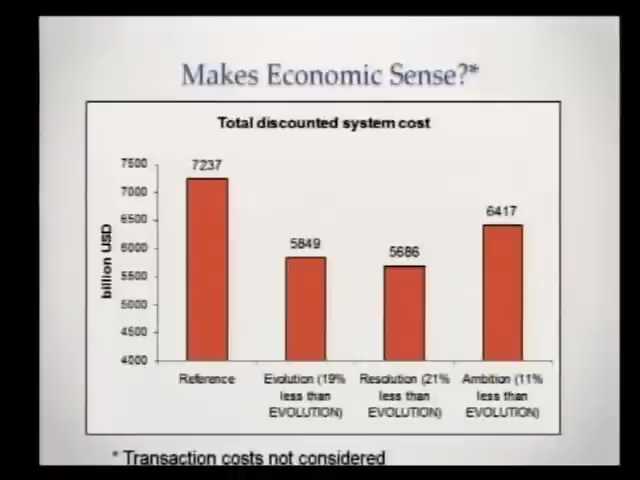 Makes Economic Sense?*
Total discounted system cost
billion USD
7500
7000
6500
6000
5500
5000
4500
4000
7237
5849
5686
6417
Reference
Evolution (19%
less than
EVOLUTION)
Resolution (21%
less than
EVOLUTION)
Ambition (11%
less than
EVOLUTION)
* Transaction costs not considered